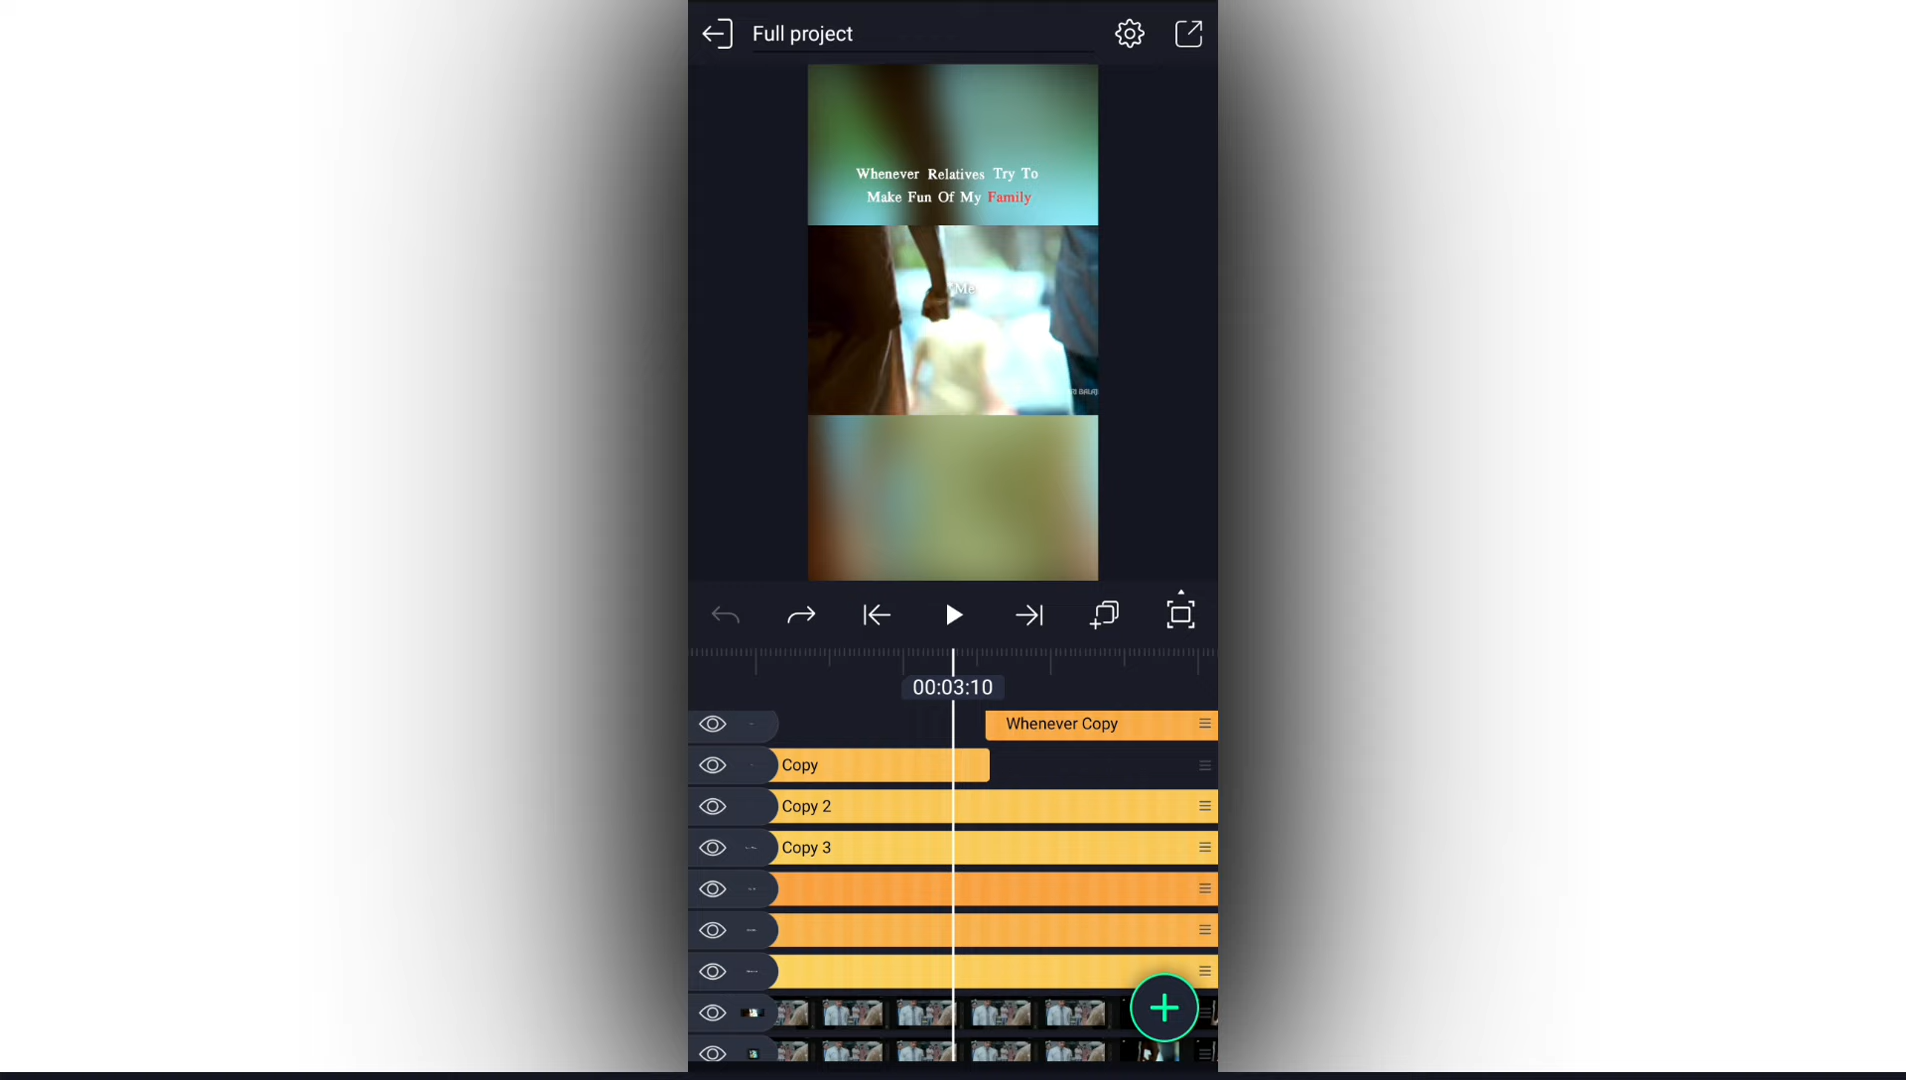 Full project
Whenever Relatives Try To
Make Fun Of My Family
Me
00:03:10
Whenever Copy
Copy
Copy 2
Copy 3